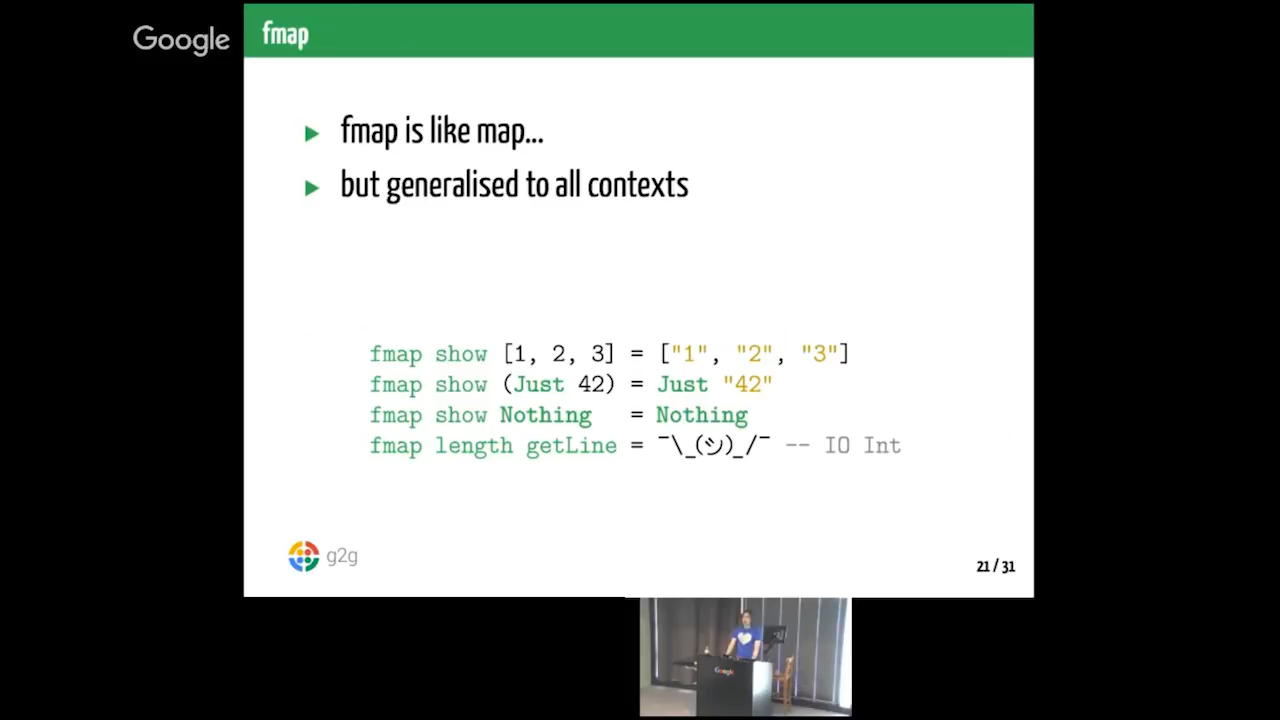 Google
fmap
fmap is like map...
but generalised to all contexts
fmap show [1, 2, 3] = ["1", "2", "3"]
fmap show (Just 42) = Just "42"
fmap show Nothing = Nothing
fmap length getLine = ¯\_(ツ)_/¯ -- IO Int
g2g
21 / 31
Google